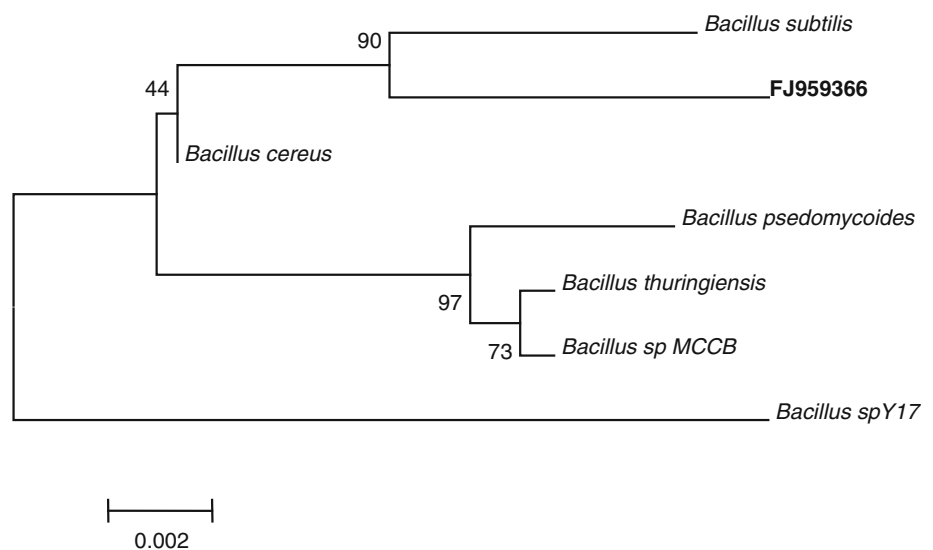 Bacillus subtilis
90
FJ959366
44
Bacillus cereus
Bacillus psedomycoides
Bacillus thuringiensis
97
Bacillus sp MCCB
73
Bacillus spY17
0.002